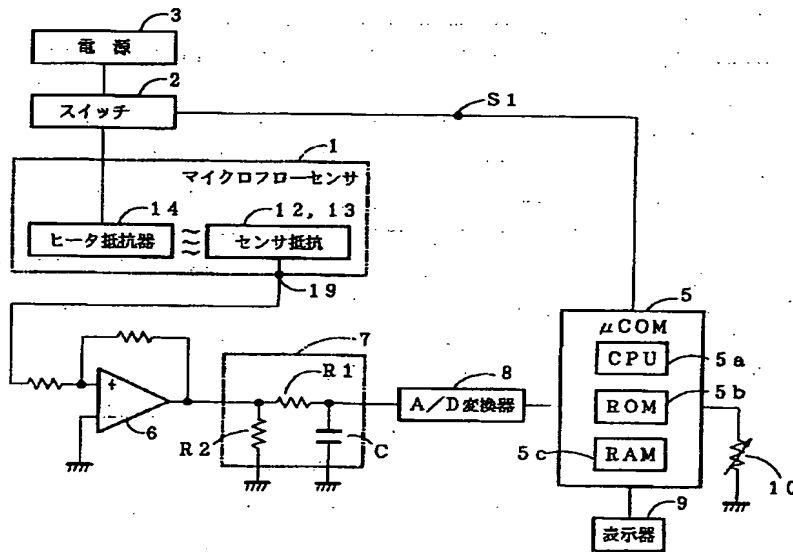 3
電 源
2
スイッチ
S1
1
マイクロフローセンサ
14
12, 13
ヒータ抵抗器
センサ抵抗
19
5
μCOM
7
CPU
5a
R1
8
+
A/D変換器
ROM
5b
-
6
R2
C
5c
RAM
10
9
表示器